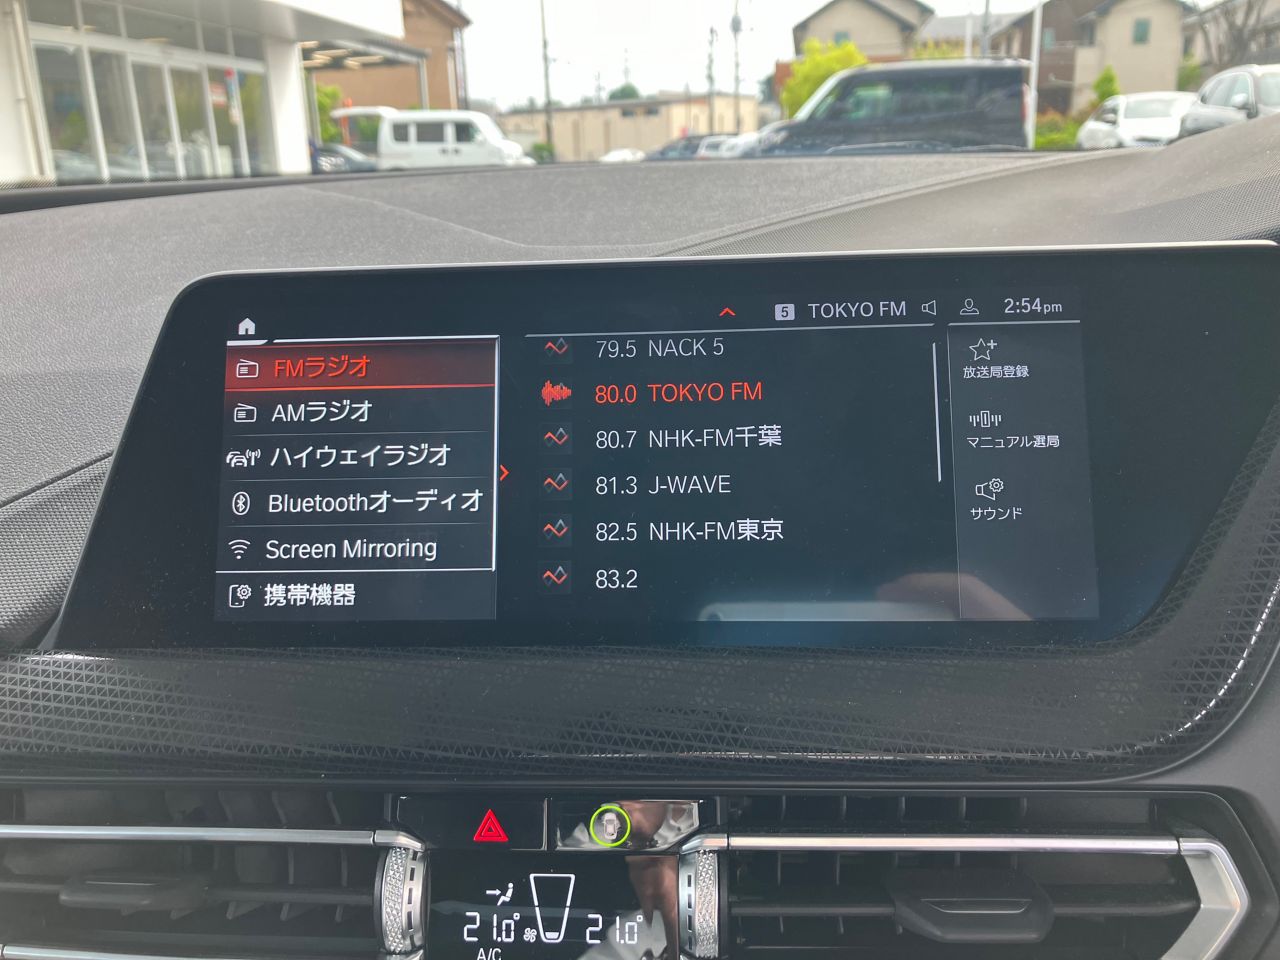 5 TOKYO FM 2:54pm
FMラジオ
AMラジオ
ハイウェイラジオ
Bluetoothオーディオ
Screen Mirroring
携帯機器
79.5 NACK 5
80.0 TOKYO FM
80.7 NHK-FM千葉
81.3 J-WAVE
82.5 NHK-FM東京
83.2
放送局登録
マニュアル選局
サウンド
21.0° 21.0°
A/C